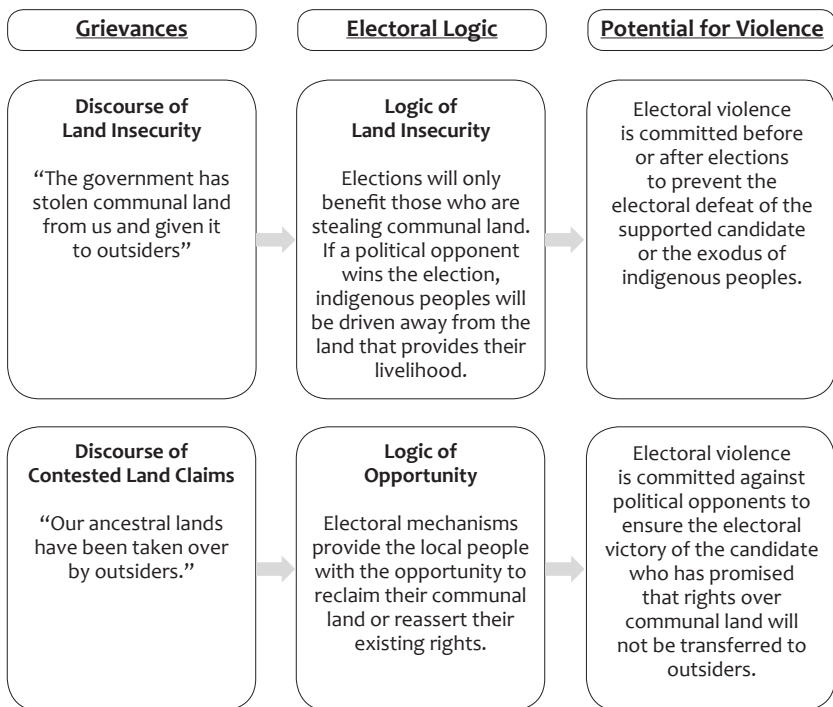 Grievances
Electoral Logic
Potential for Violence
Discourse of
Land Insecurity
“The government has
stolen communal land
from us and given it
to outsiders”
Logic of
Land Insecurity
Elections will only
benefit those who are
stealing communal land.
If a political opponent
wins the election,
indigenous peoples will
be driven away from the
land that provides their
livelihood.
Electoral violence
is committed before
or after elections
to prevent the
electoral defeat of the
supported candidate
or the exodus of
indigenous peoples.
Discourse of
Contested Land Claims
“Our ancestral lands
have been taken over
by outsiders.”
Logic of
Opportunity
Electoral mechanisms
provide the local people
with the opportunity to
reclaim their communal
land or reassert their
existing rights.
Electoral violence
is committed against
political opponents to
ensure the electoral
victory of the candidate
who has promised
that rights over
communal land will
not be transferred to
outsiders.